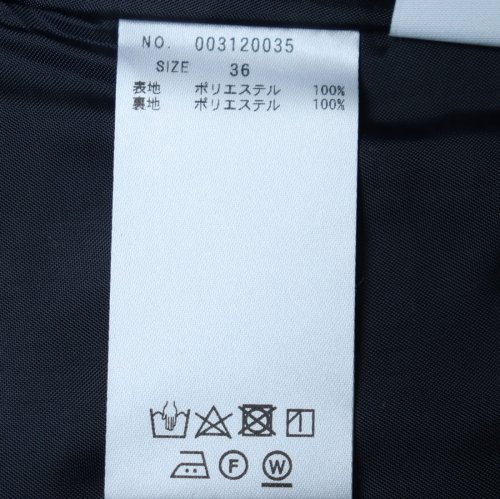 NO. 003120035
SIZE 36
表地 ポリエステル 100%
裏地 ポリエステル 100%
F W